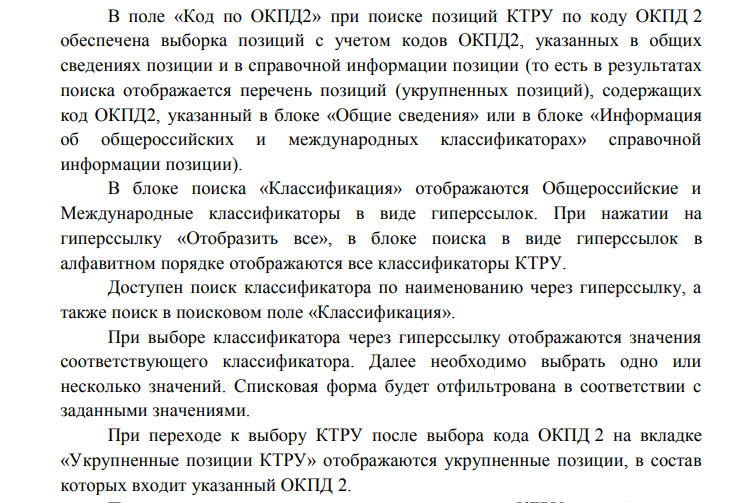 В поле «Код по ОКПД2» при поиске позиций КТРУ по коду ОКПД 2
обеспечена выборка позиций с учетом кодов ОКПД2, указанных в общих
сведениях позиции и в справочной информации позиции (то есть в результатах
поиска отображается перечень позиций (укрупненных позиций), содержащих
код ОКПД2, указанный в блоке «Общие сведения» или в блоке «Информация
об общероссийских и международных классификаторах» справочной
информации позиции).
В блоке поиска «Классификация» отображаются Общероссийские и
Международные классификаторы в виде гиперссылок. При нажатии на
гиперссылку «Отобразить все», в блоке поиска в виде гиперссылок в
алфавитном порядке отображаются все классификаторы КТРУ.
Доступен поиск классификатора по наименованию через гиперссылку, а
также поиск в поисковом поле «Классификация».
При выборе классификатора через гиперссылку отображаются значения
соответствующего классификатора. Далее необходимо выбрать одно или
несколько значений. Списковая форма будет отфильтрована в соответствии с
заданными значениями.
При переходе к выбору КТРУ после выбора кода ОКПД 2 на вкладке
«Укрупненные позиции КТРУ» отображаются укрупненные позиции, в состав
которых входит указанный ОКПД 2.